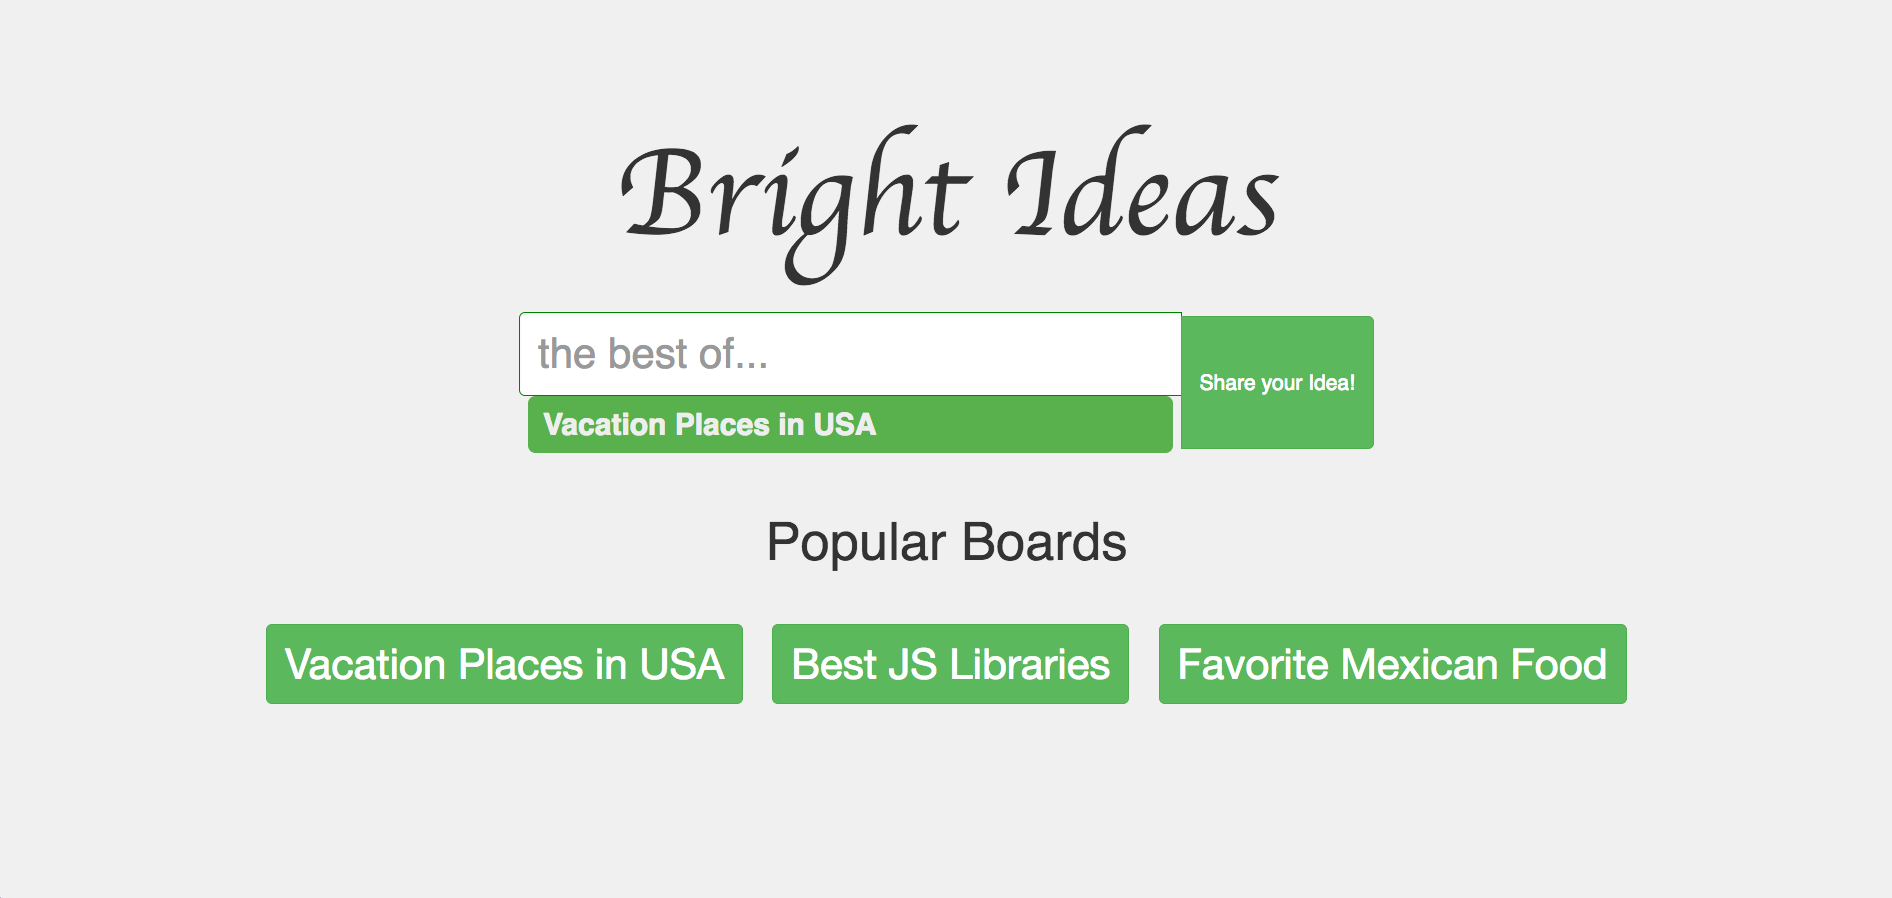 Bright Ideas
the best of...
Share your Idea!
Vacation Places in USA
Popular Boards
Vacation Places in USA
Best JS Libraries
Favorite Mexican Food